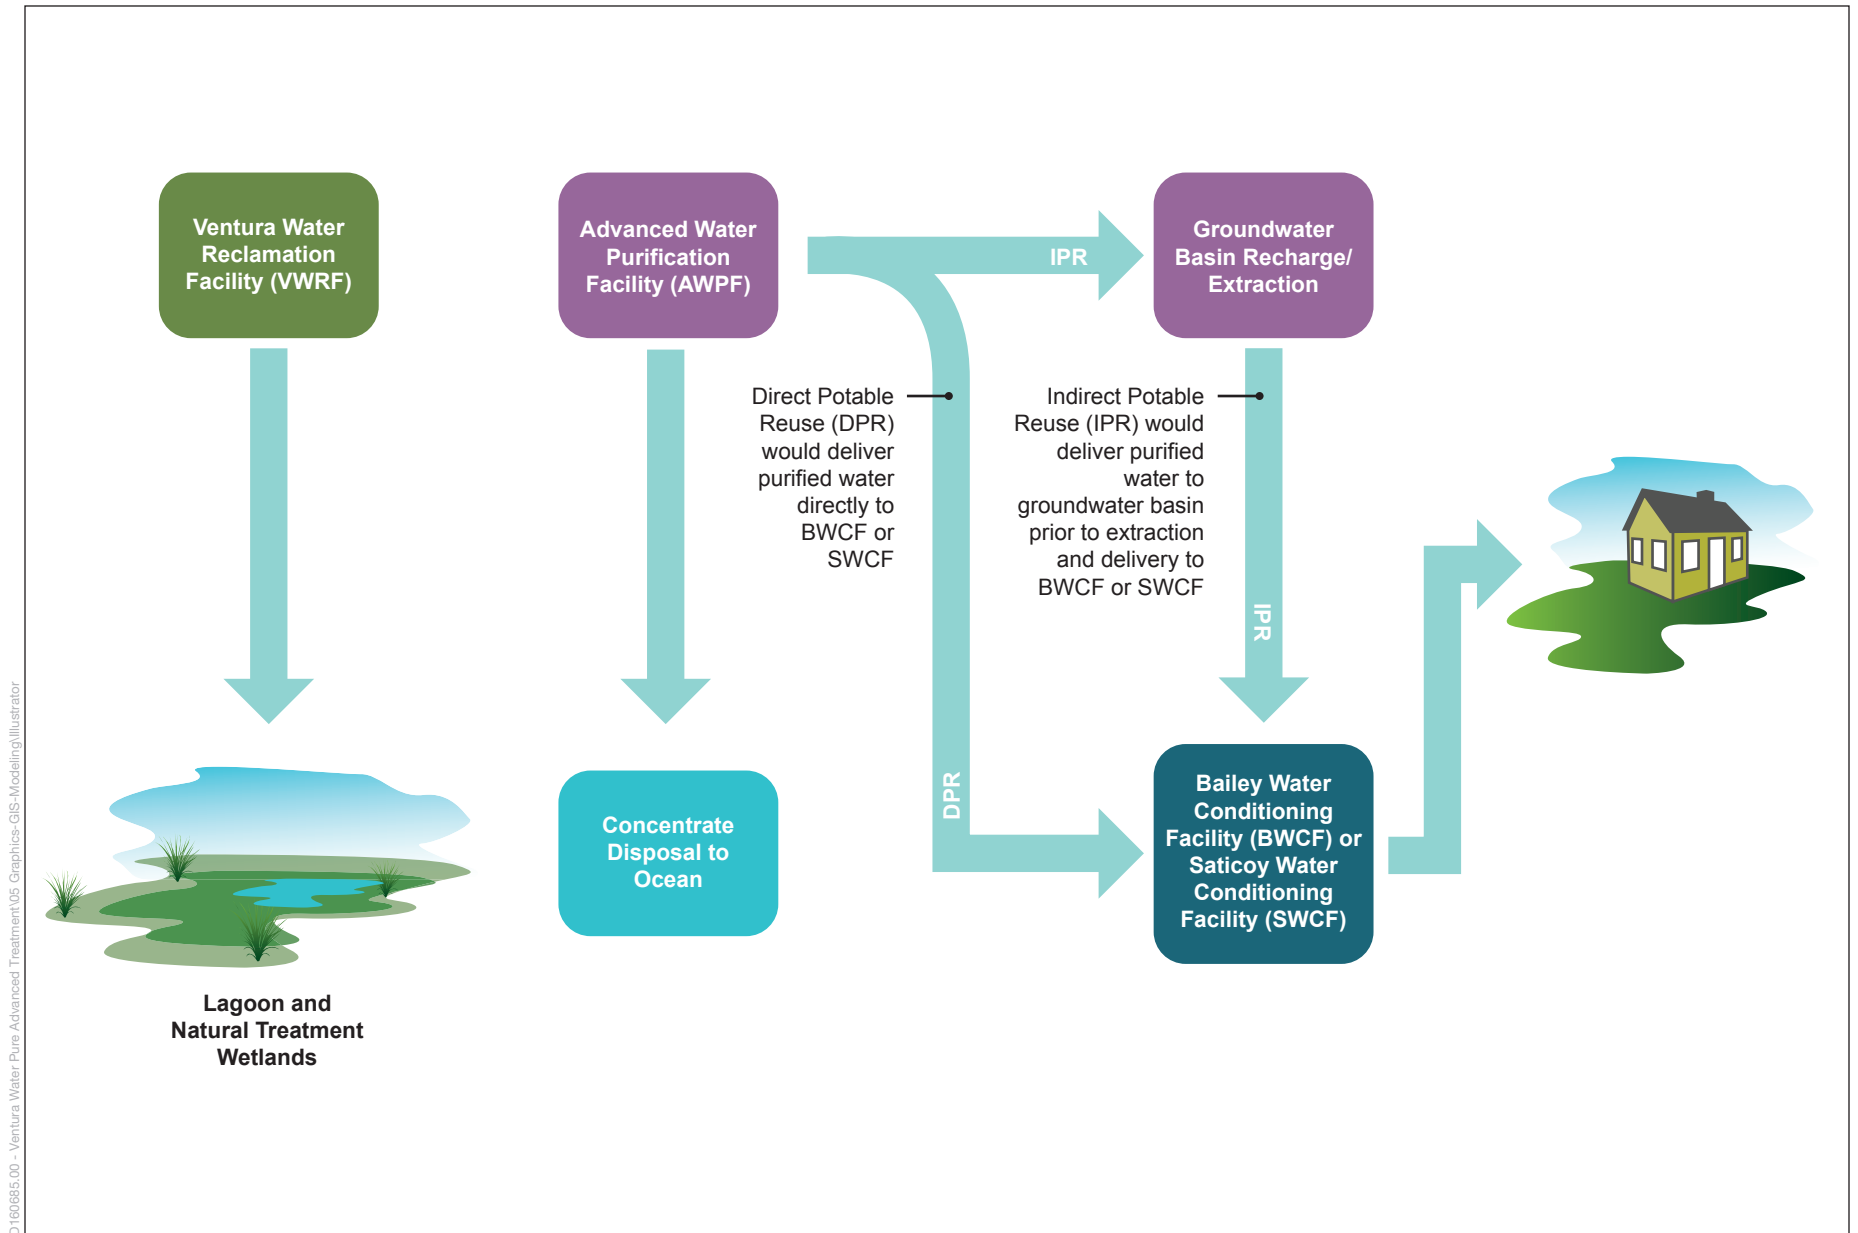 Ventura Water
Reclamation
Facility (VWRF)
Advanced Water
Purification
Facility (AWPF)
IPR
Groundwater
Basin Recharge/
Extraction
Direct Potable
Reuse (DPR)
would deliver
purified water
directly to
BWCF or
SWCF
Indirect Potable
Reuse (IPR) would
deliver purified
water to
groundwater basin
prior to extraction
and delivery to
BWCF or SWCF
IPR
DPR
Concentrate
Disposal to
Ocean
Bailey Water
Conditioning
Facility (BWCF) or
Saticoy Water
Conditioning
Facility (SWCF)
Lagoon and
Natural Treatment
Wetlands
D160685.00 - Ventura Water Pure Advanced Treatment\05 Graphics-GIS-Modeling\Illustrator